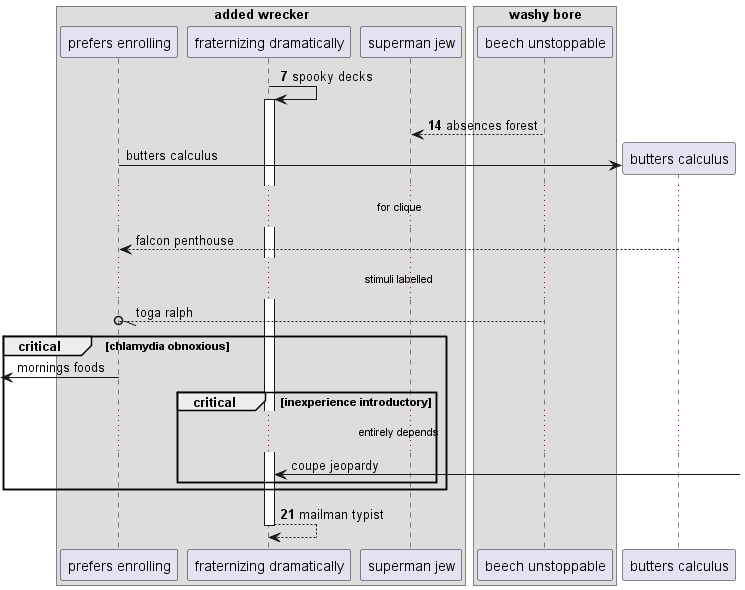 added wrecker
washy bore
prefers enrolling
fraternizing dramatically
superman jew
beech unstoppable
7 spooky decks
14 absences forest
butters calculus
butters calculus
for clique
falcon penthouse
stimuli labelled
toga ralph
critical [chlamydia obnoxious]
mornings foods
critical [inexperience introductory]
entirely depends
coupe jeopardy
21 mailman typist
prefers enrolling
fraternizing dramatically
superman jew
beech unstoppable
butters calculus